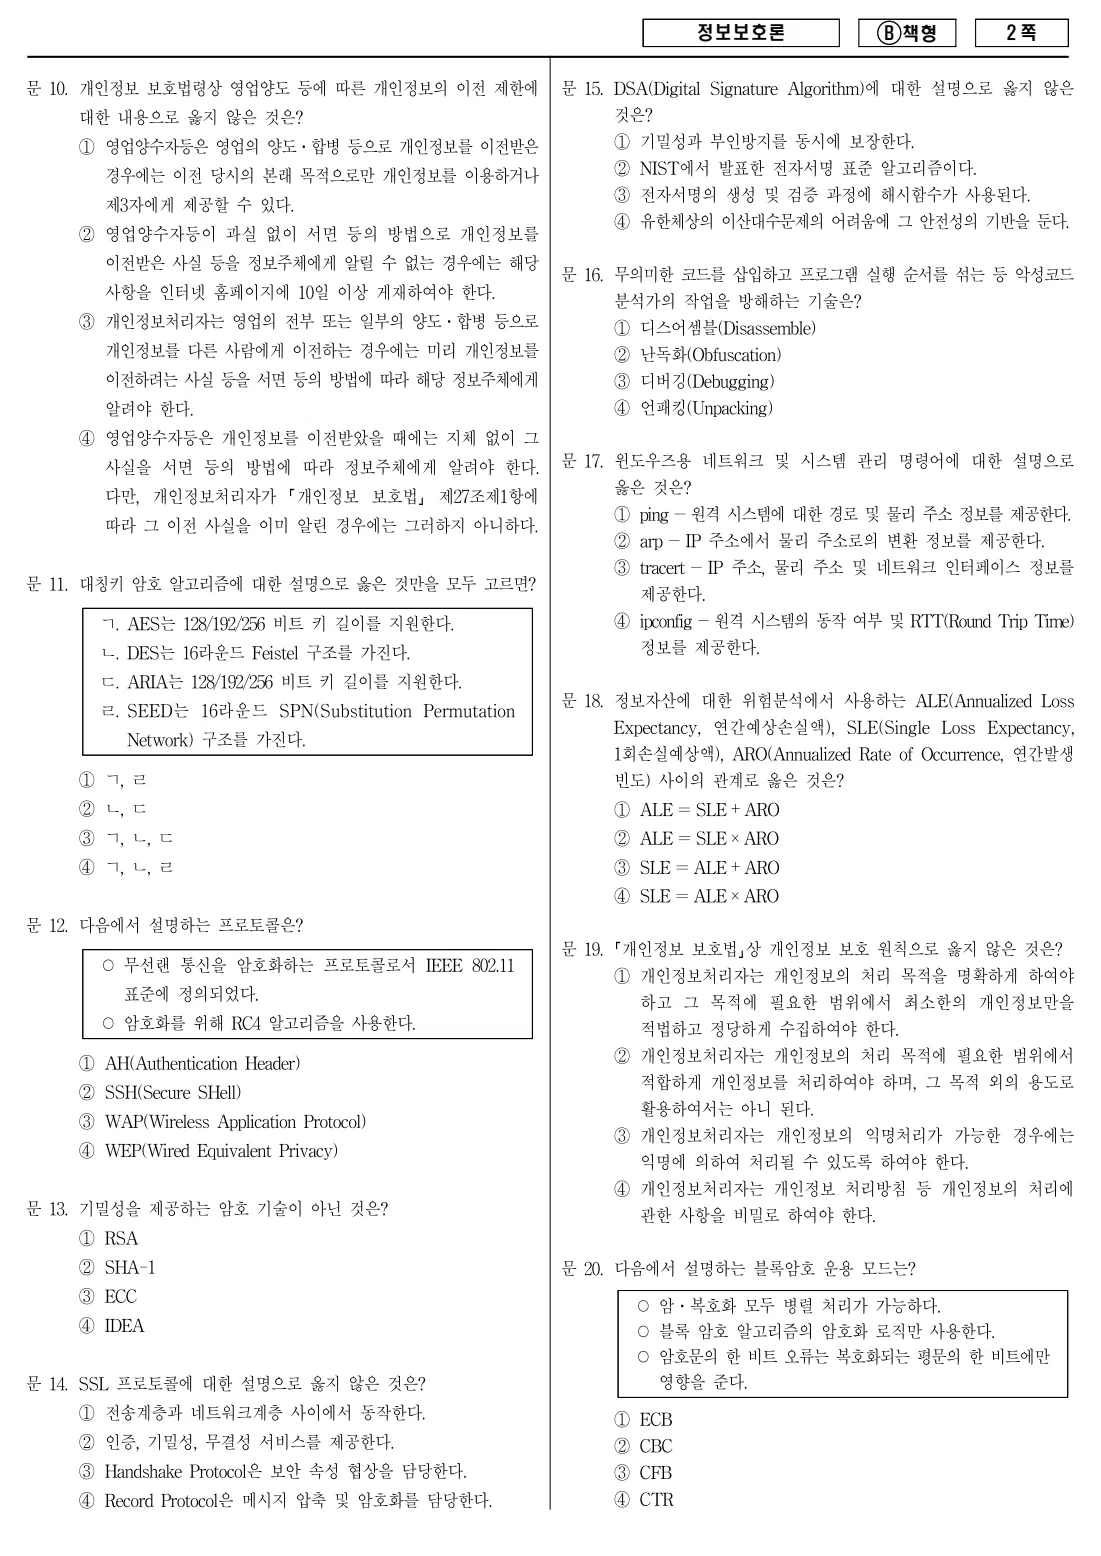 정보보호론
Ⓑ책형
2 쪽
문 10. 개인정보 보호법령상 영업양도 등에 따른 개인정보의 이전 제한에
대한 내용으로 옳지 않은 것은?
① 영업양수자등은 영업의 양도·합병 등으로 개인정보를 이전받은
경우에는 이전 당시의 본래 목적으로만 개인정보를 이용하거나
제3자에게 제공할 수 있다.
② 영업양수자등이 과실 없이 서면 등의 방법으로 개인정보를
이전받은 사실 등을 정보주체에게 알릴 수 없는 경우에는 해당
사항을 인터넷 홈페이지에 10일 이상 게재하여야 한다.
③ 개인정보처리자는 영업의 전부 또는 일부의 양도·합병 등으로
개인정보를 다른 사람에게 이전하는 경우에는 미리 개인정보를
이전하려는 사실 등을 서면 등의 방법에 따라 해당 정보주체에게
알려야 한다.
④ 영업양수자등은 개인정보를 이전받았을 때에는 지체 없이 그
사실을 서면 등의 방법에 따라 정보주체에게 알려야 한다.
다만, 개인정보처리자가 「개인정보 보호법」 제27조제1항에
따라 그 이전 사실을 이미 알린 경우에는 그러하지 아니하다.
문 11. 대칭키 암호 알고리즘에 대한 설명으로 옳은 것만을 모두 고르면?
ㄱ. AES는 128/192/256 비트 키 길이를 지원한다.
ㄴ. DES는 16라운드 Feistel 구조를 가진다.
ㄷ. ARIA는 128/192/256 비트 키 길이를 지원한다.
ㄹ. SEED는 16라운드 SPN(Substitution Permutation
Network) 구조를 가진다.
① ㄱ, ㄹ
② ㄴ, ㄷ
③ ㄱ, ㄴ, ㄷ
④ ㄱ, ㄴ, ㄹ
문 12. 다음에서 설명하는 프로토콜은?
○ 무선랜 통신을 암호화하는 프로토콜로서 IEEE 802.11
표준에 정의되었다.
○ 암호화를 위해 RC4 알고리즘을 사용한다.
① AH(Authentication Header)
② SSH(Secure SHell)
③ WAP(Wireless Application Protocol)
④ WEP(Wired Equivalent Privacy)
문 13. 기밀성을 제공하는 암호 기술이 아닌 것은?
① RSA
② SHA-1
③ ECC
④ IDEA
문 14. SSL 프로토콜에 대한 설명으로 옳지 않은 것은?
① 전송계층과 네트워크계층 사이에서 동작한다.
② 인증, 기밀성, 무결성 서비스를 제공한다.
③ Handshake Protocol은 보안 속성 협상을 담당한다.
④ Record Protocol은 메시지 압축 및 암호화를 담당한다.
문 15. DSA(Digital Signature Algorithm)에 대한 설명으로 옳지 않은
것은?
① 기밀성과 부인방지를 동시에 보장한다.
② NIST에서 발표한 전자서명 표준 알고리즘이다.
③ 전자서명의 생성 및 검증 과정에 해시함수가 사용된다.
④ 유한체상의 이산대수문제의 어려움에 그 안전성의 기반을 둔다.
문 16. 무의미한 코드를 삽입하고 프로그램 실행 순서를 섞는 등 악성코드
분석가의 작업을 방해하는 기술은?
① 디스어셈블(Disassemble)
② 난독화(Obfuscation)
③ 디버깅(Debugging)
④ 언패킹(Unpacking)
문 17. 윈도우즈용 네트워크 및 시스템 관리 명령어에 대한 설명으로
옳은 것은?
① ping - 원격 시스템에 대한 경로 및 물리 주소 정보를 제공한다.
② arp - IP 주소에서 물리 주소로의 변환 정보를 제공한다.
③ tracert - IP 주소, 물리 주소 및 네트워크 인터페이스 정보를
제공한다.
④ ipconfig - 원격 시스템의 동작 여부 및 RTT(Round Trip Time)
정보를 제공한다.
문 18. 정보자산에 대한 위험분석에서 사용하는 ALE(Annualized Loss
Expectancy, 연간예상손실액), SLE(Single Loss Expectancy,
1회손실예상액), ARO(Annualized Rate of Occurrence, 연간발생
빈도) 사이의 관계로 옳은 것은?
① ALE = SLE + ARO
② ALE = SLE × ARO
③ SLE = ALE + ARO
④ SLE = ALE × ARO
문 19. 「개인정보 보호법」상 개인정보 보호 원칙으로 옳지 않은 것은?
① 개인정보처리자는 개인정보의 처리 목적을 명확하게 하여야
하고 그 목적에 필요한 범위에서 최소한의 개인정보만을
적법하고 정당하게 수집하여야 한다.
② 개인정보처리자는 개인정보의 처리 목적에 필요한 범위에서
적합하게 개인정보를 처리하여야 하며, 그 목적 외의 용도로
활용하여서는 아니 된다.
③ 개인정보처리자는 개인정보의 익명처리가 가능한 경우에는
익명에 의하여 처리될 수 있도록 하여야 한다.
④ 개인정보처리자는 개인정보 처리방침 등 개인정보의 처리에
관한 사항을 비밀로 하여야 한다.
문 20. 다음에서 설명하는 블록암호 운용 모드는?
○ 암·복호화 모두 병렬 처리가 가능하다.
○ 블록 암호 알고리즘의 암호화 로직만 사용한다.
○ 암호문의 한 비트 오류는 복호화되는 평문의 한 비트에만
영향을 준다.
① ECB
② CBC
③ CFB
④ CTR